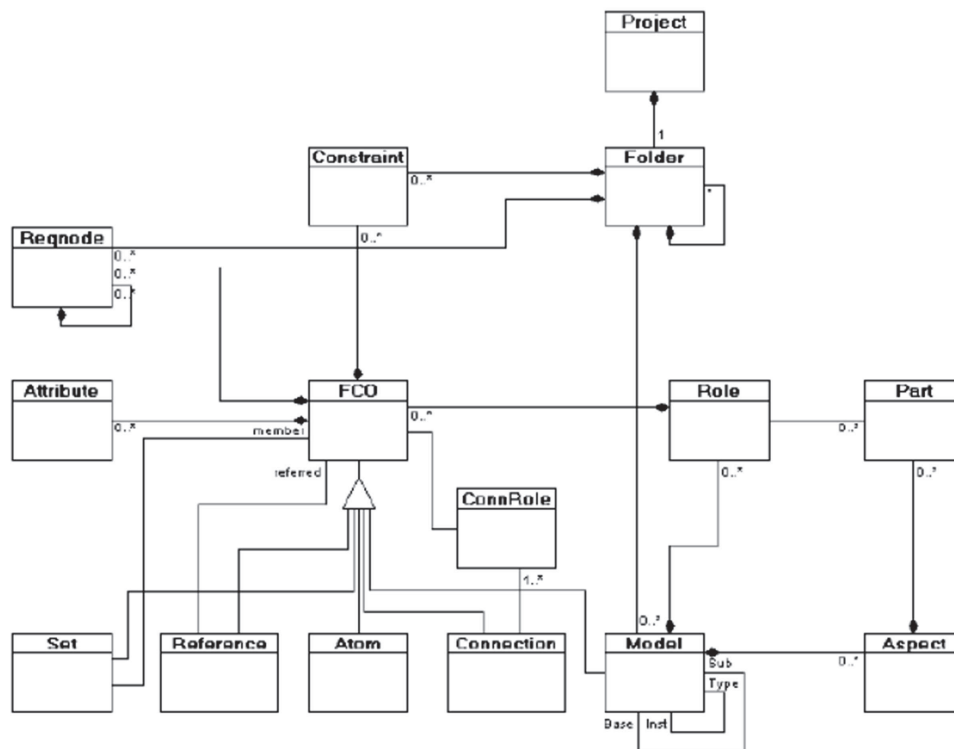 Project
1
Constraint
0..*
Folder
*
0..*
Reqnode
0..*
0..*
0..*
Attribute
0..*
FCO
member
referred
0..*
Role
0..*
0..*
Part
0..*
ConnRole
1..*
Set
Reference
Atom
Connection
0..*
Model
Sub
Type
Base
Inst
0..*
Aspect